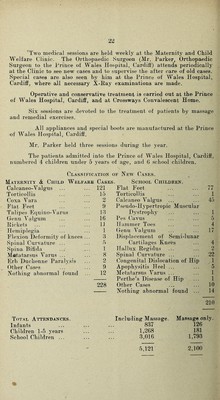 22
"Two medical sessions are held weekly at the Maternity and Child
Welfare Clinic. The Orthopaedic Surgeon (Mr. Parker, Orthopaedic
Surgeon to the Prince of Wales Hospital, Cardiff) attends periodically
at the Clinic to see new cases and to supervise the after care of old cases.
Special cases are also seen by him at the Prince of Wales Hospital,
Cardiff, where all necessary X-Ray examinations are made.
Operative and conservative treatment is carried out at the Prince
of Wales Hospital, Cardiff, and at Crossways Convalescent Home.
Six sessions are devoted to the treatment of patients by massage
and remedial exercises.
All appliances and special boots are manufactured at the Prince
of Wales Hospital, Cardiff.
Mr. Parker held three sessions during the year.
The patients admitted into the Prince of Wales Hospital, Cardiff,
numbered 4 children under 5 years of age, and 6 school children.
Classification of New Cases.
Maternity & Child Welfare Cases.
Calcaneo Valgus 121
Torticollis 15
Coxa Vara 2
Flat Feet 9
Talipes Equino-Varus 13
Genu Valgus 16
Rickets 11
Hemiplegia 1
Flexion Deformity of knees 3
Spinal Curvature 5
Spina Bifida 1
Metatarsus Varus 8
Erb Duchenne Paralysis 2
Other Cases 9
Nothing abnormal found 12
228
School Children.
Flat Feet 77
Torticollis 1
Calcaneo Valgus 45
Pseudo-Hypertropic Muscular
Dystrophy 1
Pes Cavus 5
Hammer Toes 4
Genu Valgus 17
Displacement of Semi-lunar
Cartilages Knees 4
Hallux Regidus 2
Spinal Curvature 22
Congenital Dislocation of Hip 1
Apophysitis Heel 5
Metatarsus Varus 1
Perthe's Disease of Hip 1
Other Cases 10
Nothing abnormal found 14
210
Total Attendances. Including Massage. Massage only.
Infants 837 126
Children 1-5 years 1,268 181
School Children 3,016 1,793
5,121 2,100